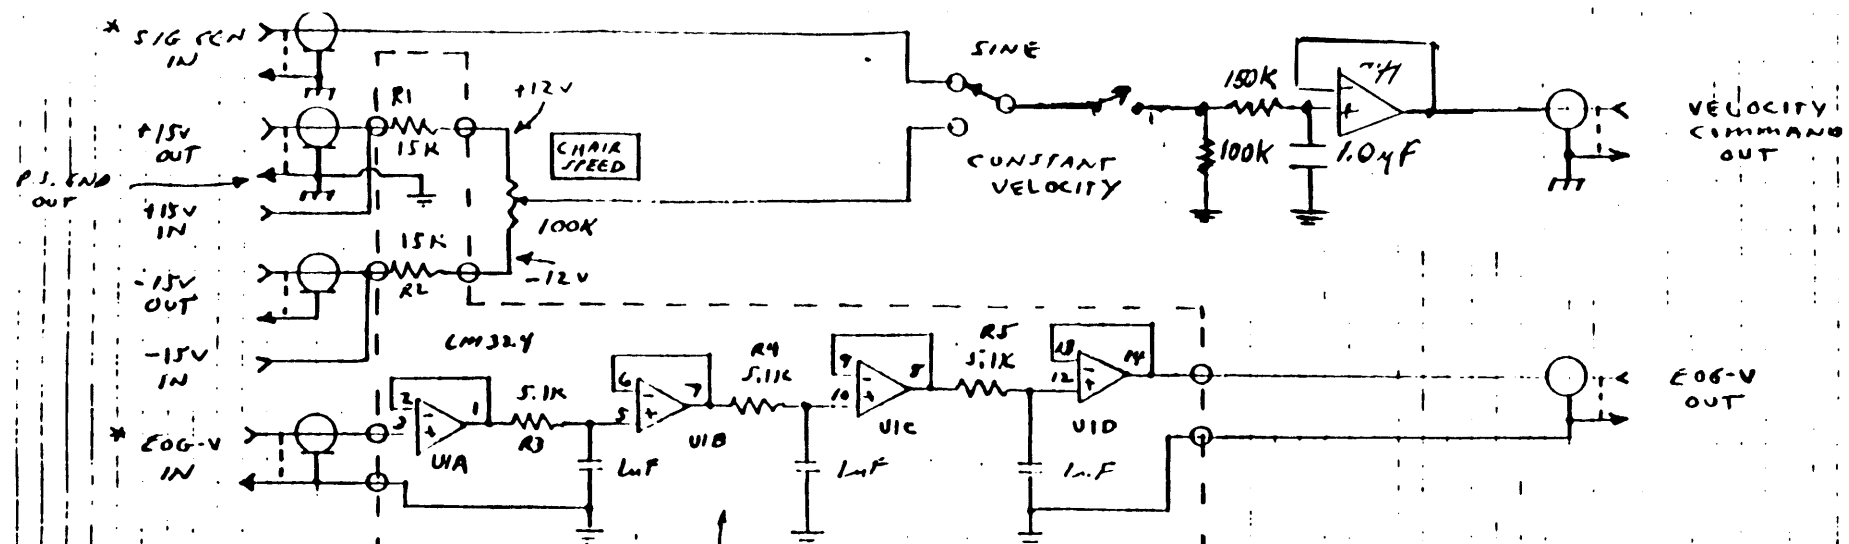 * SIG GEN
IN
+15V
OUT
P.S. GND
OUT
+15V
IN
-15V
OUT
-15V
IN
* EOG-V
IN
R1
15K
+12V
CHAIR
SPEED
100K
15K
R2
-12V
SINE
CONSTANT
VELOCITY
150K
100K
1.0µF
-
+
VELOCITY
COMMAND
OUT
LM324
2
3
-
+
1
U1A
5.1K
R3
1µF
6
5
-
+
7
U1B
R4
5.1K
1µF
9
10
-
+
8
U1C
R5
5.1K
1µF
13
12
-
+
14
U1D
EOG-V
OUT